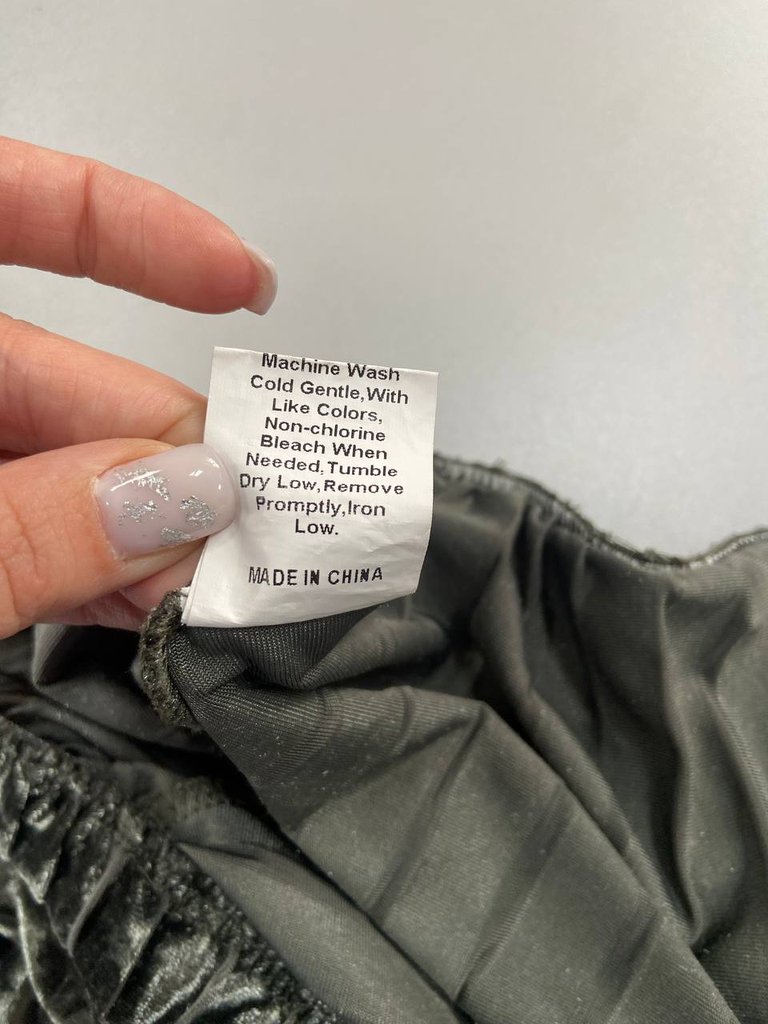 Machine Wash
Cold Gentle,With
Like Colors,
Non-chlorine
Bleach When
Needed,Tumble
Dry Low,Remove
Promptly,Iron
Low.
MADE IN CHINA